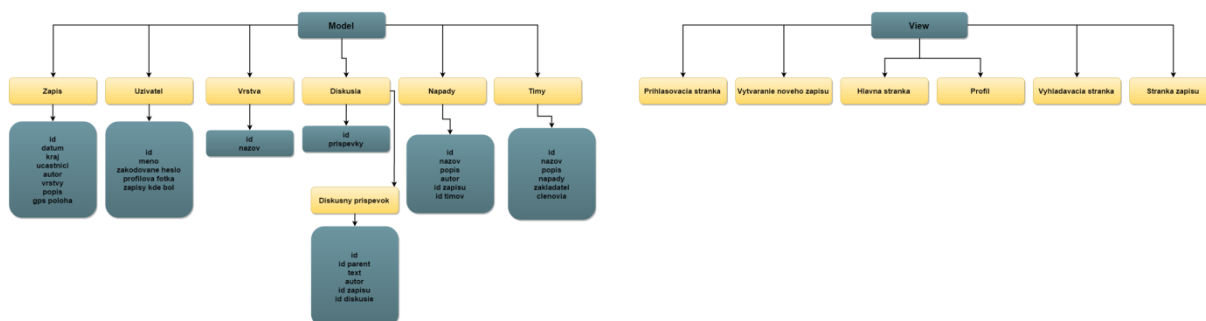 Model
View
Zapis
Uzivatel
Vrstva
Diskusia
Napady
Timy
Prihlasovacia stranka
Vytvaranie noveho zapisu
Hlavna stranka
Profil
Vyhladavacia stranka
Stranka zapisu
id
datum
kraj
ucastnici
autor
vrstvy
popis
gps poloha
id
meno
zakodovane heslo
profilova fotka
zapisy kde bol
id
nazov
id
prispevky
id
nazov
popis
autor
id zapisu
id timov
id
nazov
popis
napady
zakladatel
clenovia
Diskusny prispevok
id
id parent
text
autor
id zapisu
id diskusie